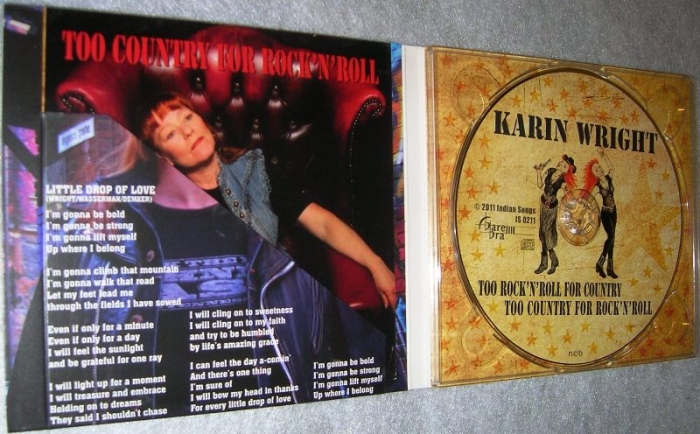 TOO COUNTRY FOR ROCK'N'ROLL
LITTLE DROP OF LOVE
(WRIGHT/WASSERMAN/DEMKER)
I'm gonna be bold
I'm gonna be strong
I'm gonna lift myself
Up where I belong
I'm gonna climb that mountain
I'm gonna walk that road
Let my feet lead me
through the fields I have sowed
Even if only for a minute
Even if only for a day
I will feel the sunlight
and be grateful for one ray
I will light up for a moment
I will treasure and embrace
Holding on to dreams
They said I shouldn't chase
I will cling on to sweetness
I will cling on to my faith
and try to be humbled
by life's amazing grace
I can feel the day a-comin'
And there's one thing
I'm sure of
I will bow my head in thanks
For every little drop of love
I'm gonna be bold
I'm gonna be strong
I'm gonna lift myself
Up where I belong
KARIN WRIGHT
© 2011 Indian Songs
IS 0211
TOO ROCK'N'ROLL FOR COUNTRY
TOO COUNTRY FOR ROCK'N'ROLL
ncb